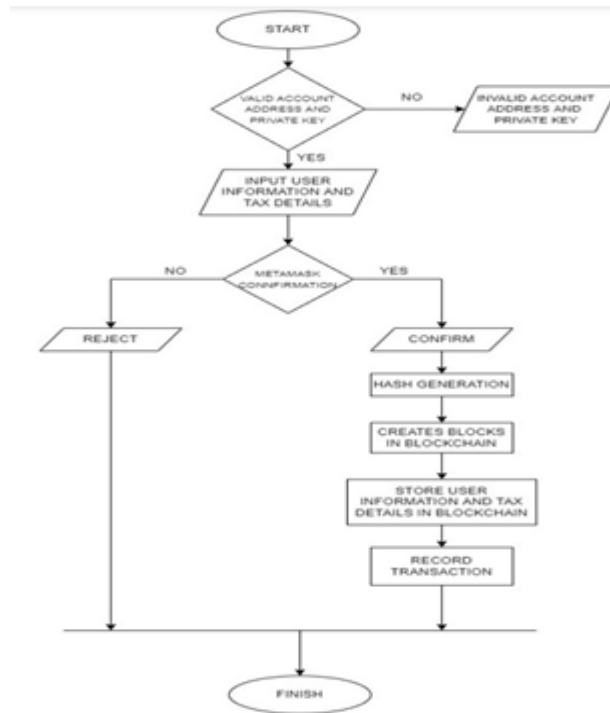 START
VALID ACCOUNT
ADDRESS AND
PRIVATE KEY
NO
INVALID ACCOUNT
ADDRESS AND
PRIVATE KEY
YES
INPUT USER
INFORMATION AND
TAX DETAILS
NO
METAMASK
CONNFIRMATION
YES
REJECT
CONFIRM
HASH GENERATION
CREATES BLOCKS
IN BLOCKCHAIN
STORE USER
INFORMATION AND TAX
DETAILS IN BLOCKCHAIN
RECORD
TRANSACTION
FINISH